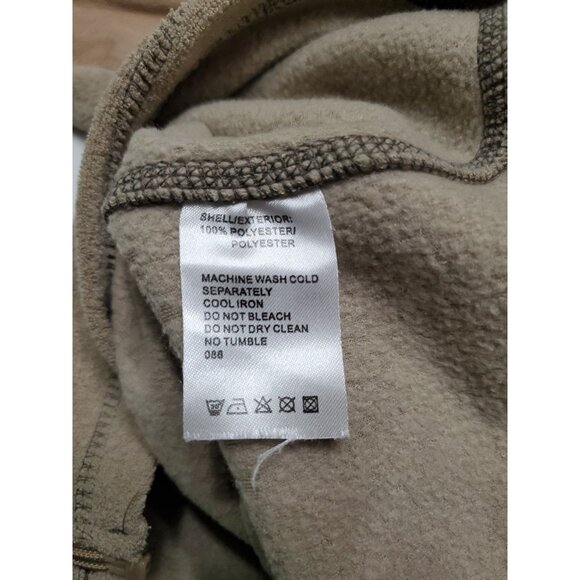 SHELL/EXTERIOR:
100% POLYESTER/
POLYESTER
MACHINE WASH COLD
SEPARATELY
COOL IRON
DO NOT BLEACH
DO NOT DRY CLEAN
NO TUMBLE
086
30°